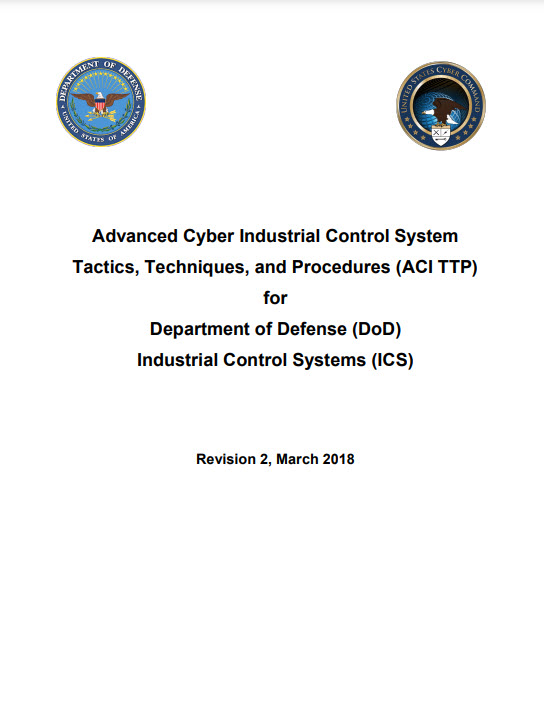 DEPARTMENT OF DEFENSE
UNITED STATES OF AMERICA
UNITED STATES CYBER COMMAND
Advanced Cyber Industrial Control System
Tactics, Techniques, and Procedures (ACI TTP)
for
Department of Defense (DoD)
Industrial Control Systems (ICS)
Revision 2, March 2018